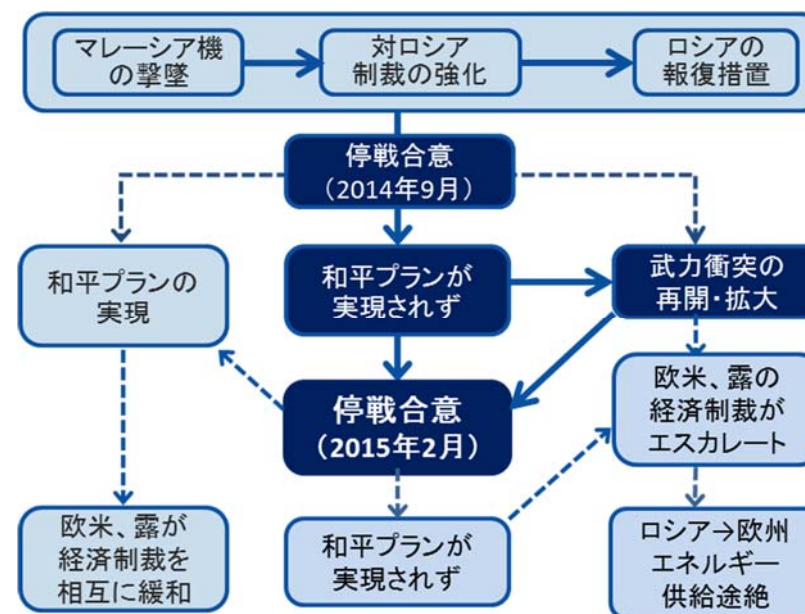 マレーシア機
の撃墜
対ロシア
制裁の強化
ロシアの
報復措置
停戦合意
（2014年9月）
和平プランの
実現
和平プランが
実現されず
武力衝突の
再開・拡大
停戦合意
（2015年2月）
欧米、露の
経済制裁が
エスカレート
欧米、露が
経済制裁を
相互に緩和
和平プランが
実現されず
ロシア→欧州
エネルギー
供給途絶